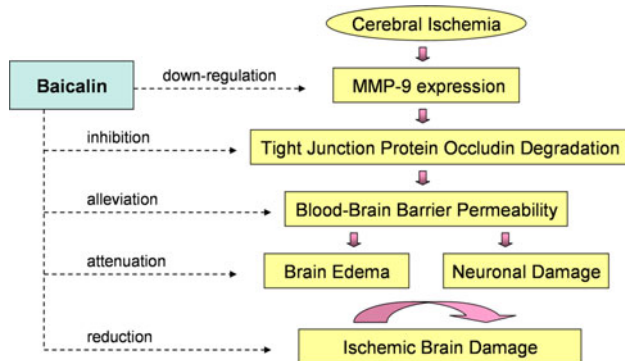 Cerebral Ischemia
Baicalin
down-regulation
MMP-9 expression
inhibition
Tight Junction Protein Occludin Degradation
alleviation
Blood-Brain Barrier Permeability
attenuation
Brain Edema
Neuronal Damage
reduction
Ischemic Brain Damage